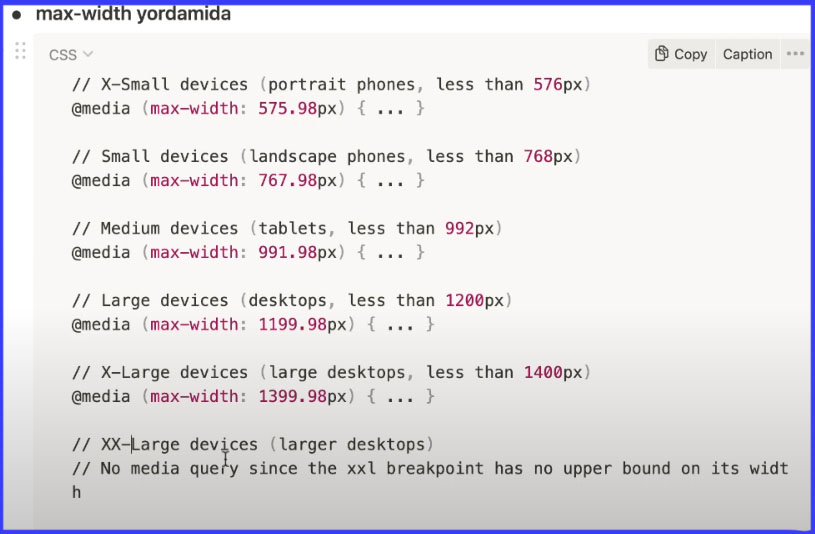 max-width yordamida
CSS
Copy Caption
// X-Small devices (portrait phones, less than 576px)
@media (max-width: 575.98px) { ... }
// Small devices (landscape phones, less than 768px)
@media (max-width: 767.98px) { ... }
// Medium devices (tablets, less than 992px)
@media (max-width: 991.98px) { ... }
// Large devices (desktops, less than 1200px)
@media (max-width: 1199.98px) { ... }
// X-Large devices (large desktops, less than 1400px)
@media (max-width: 1399.98px) { ... }
// XX-Large devices (larger desktops)
// No media query since the xxl breakpoint has no upper bound on its widt
h